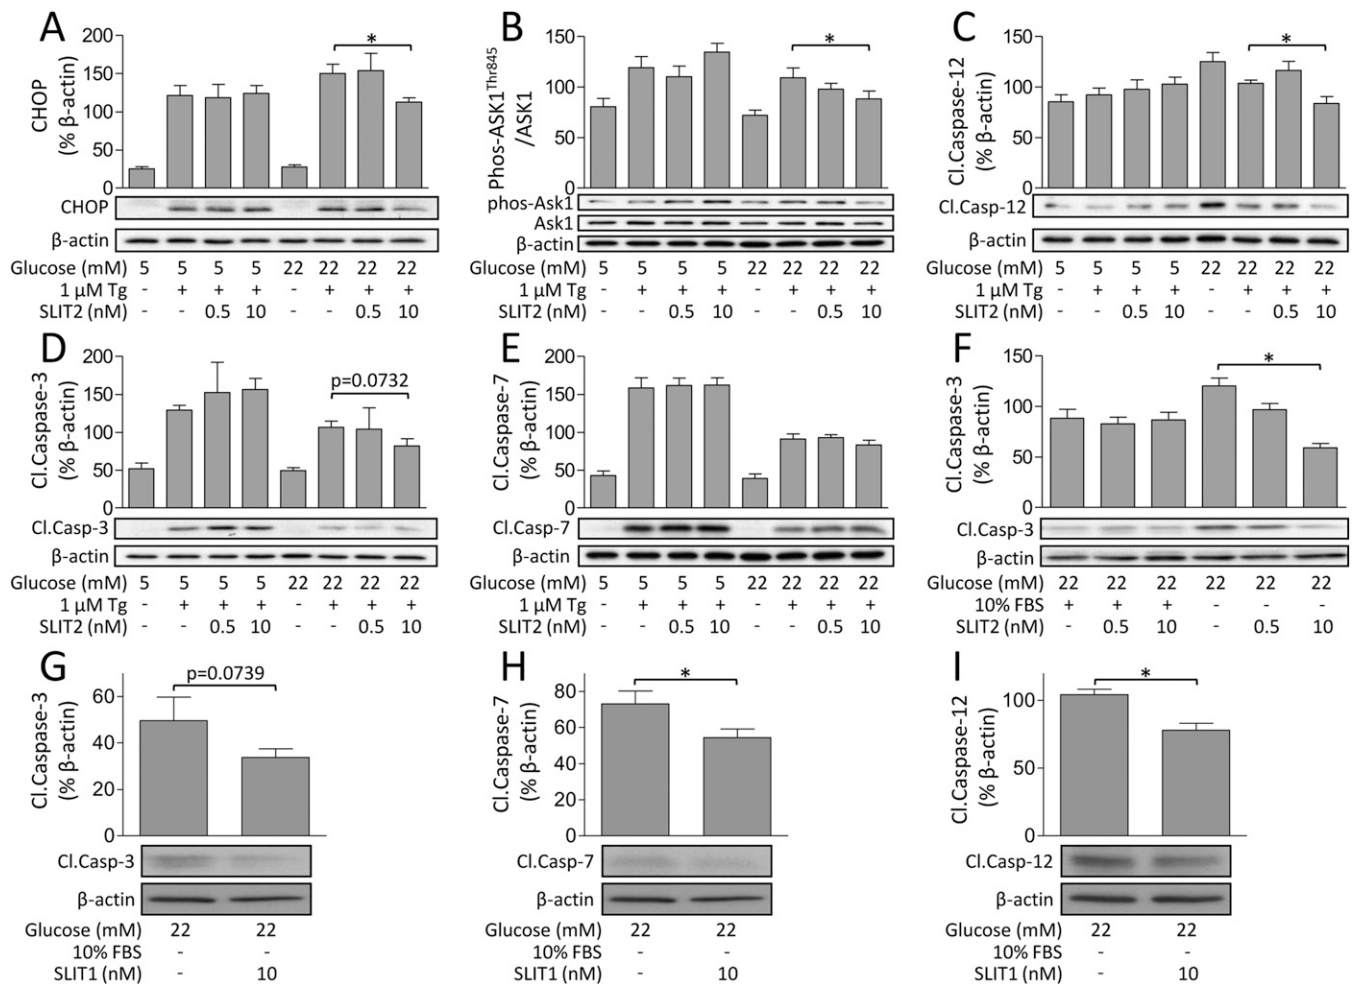 A
200
150
100
50
0
CHOP
(% β-actin)
*
CHOP
β-actin
Glucose (mM) 5 5 5 5 22 22 22 22
1 μM Tg - + + + - + + +
SLIT2 (nM) - - 0.5 10 - - 0.5 10
B
150
100
50
0
Phos-ASK1Thr845
/ASK1
*
phos-Ask1
Ask1
β-actin
Glucose (mM) 5 5 5 5 22 22 22 22
1 μM Tg - + + + - + + +
SLIT2 (nM) - - 0.5 10 - - 0.5 10
C
150
100
50
0
Cl.Caspase-12
(% β-actin)
*
Cl.Casp-12
β-actin
Glucose (mM) 5 5 5 5 22 22 22 22
1 μM Tg - + + + - + + +
SLIT2 (nM) - - 0.5 10 - - 0.5 10
D
200
150
100
50
0
Cl.Caspase-3
(% β-actin)
p=0.0732
Cl.Casp-3
β-actin
Glucose (mM) 5 5 5 5 22 22 22 22
1 μM Tg - + + + - + + +
SLIT2 (nM) - - 0.5 10 - - 0.5 10
E
200
150
100
50
0
Cl.Caspase-7
(% β-actin)
Cl.Casp-7
β-actin
Glucose (mM) 5 5 5 5 22 22 22 22
1 μM Tg - + + + - + + +
SLIT2 (nM) - - 0.5 10 - - 0.5 10
F
150
100
50
0
Cl.Caspase-3
(% β-actin)
*
Cl.Casp-3
β-actin
Glucose (mM) 22 22 22 22 22 22
10% FBS + + + - - -
SLIT2 (nM) - 0.5 10 - 0.5 10
G
60
40
20
0
Cl.Caspase-3
(% β-actin)
p=0.0739
Cl.Casp-3
β-actin
Glucose (mM) 22 22
10% FBS - -
SLIT1 (nM) - 10
H
80
60
40
20
0
Cl.Caspase-7
(% β-actin)
*
Cl.Casp-7
β-actin
Glucose (mM) 22 22
10% FBS - -
SLIT1 (nM) - 10
I
100
50
0
Cl.Caspase-12
(% β-actin)
*
Cl.Casp-12
β-actin
Glucose (mM) 22 22
10% FBS - -
SLIT1 (nM) - 10